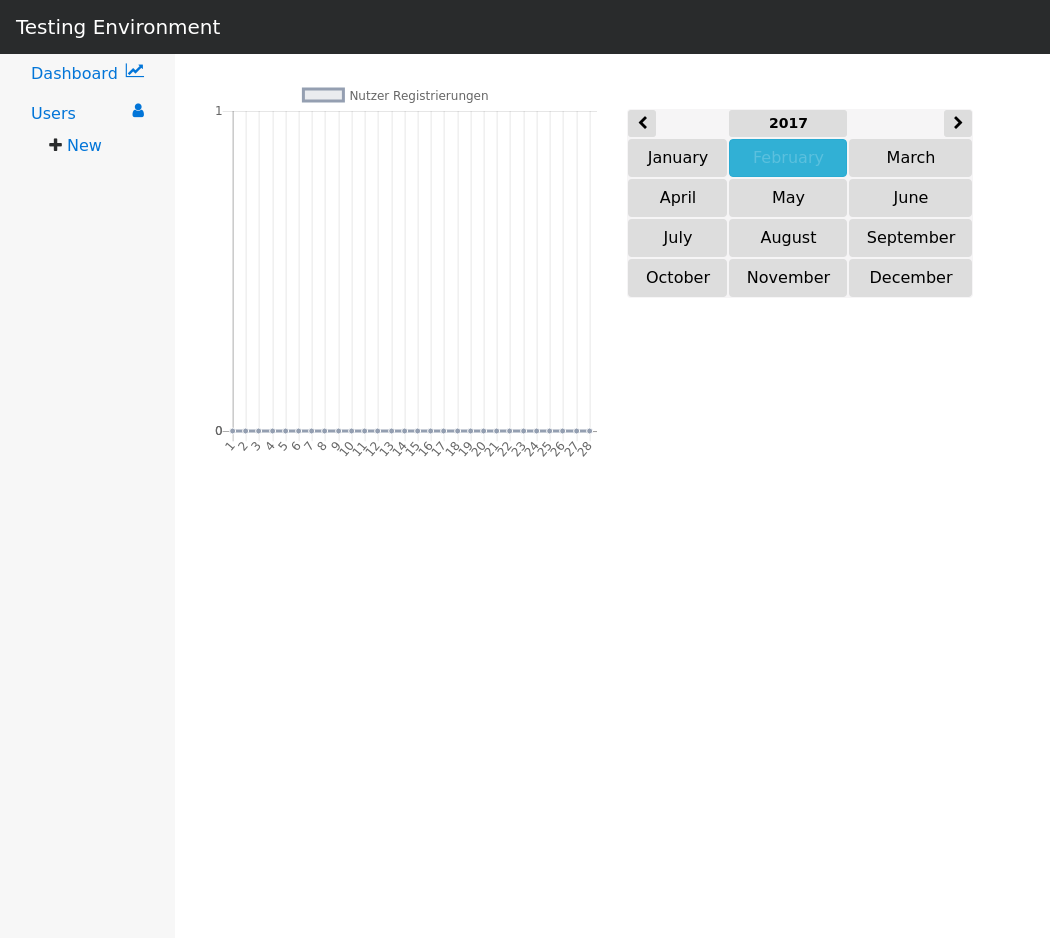 Testing Environment
Dashboard
Users
New
Nutzer Registrierungen
1
0
1 2 3 4 5 6 7 8 9 10 11 12 13 14 15 16 17 18 19 20 21 22 23 24 25 26 27 28
2017
January February March
April May June
July August September
October November December